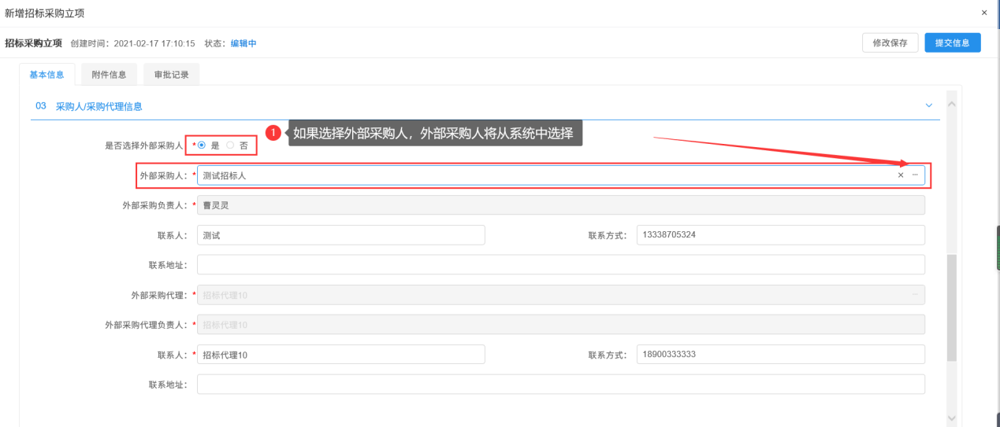 新增招标采购立项 ×
招标采购立项 创建时间：2021-02-17 17:10:15 状态：编辑中 修改保存 提交信息
基本信息 附件信息 审批记录
03 采购人/采购代理信息
1 如果选择外部采购人，外部采购人将从系统中选择
是否选择外部采购人 * 是 否
外部采购人：* 测试招标人 × ...
外部采购负责人：* 曹灵灵
联系人： 测试 联系方式： 13338705324
联系地址：
外部采购代理：* 招标代理10 ...
外部采购代理负责人：* 招标代理10
联系人：* 招标代理10 联系方式： 18900333333
联系地址：